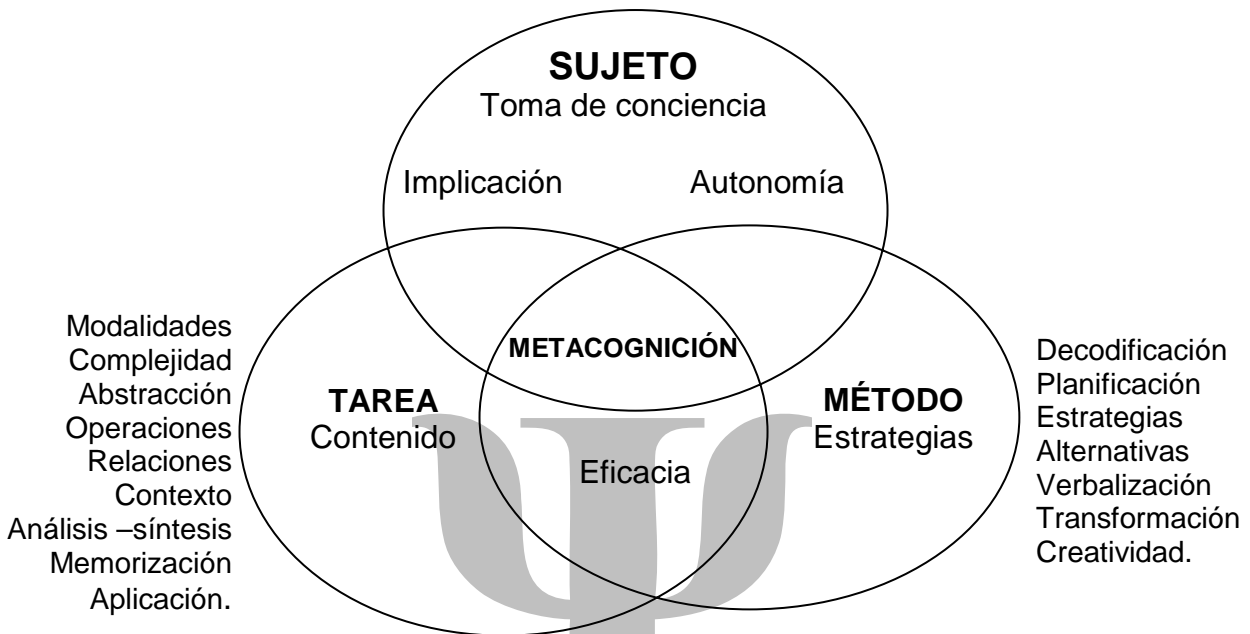 SUJETO
Toma de conciencia
Implicación
Autonomía
METACOGNICIÓN
TAREA
Contenido
MÉTODO
Estrategias
Eficacia
Modalidades
Complejidad
Abstracción
Operaciones
Relaciones
Contexto
Análisis –síntesis
Memorización
Aplicación.
Decodificación
Planificación
Estrategias
Alternativas
Verbalización
Transformación
Creatividad.